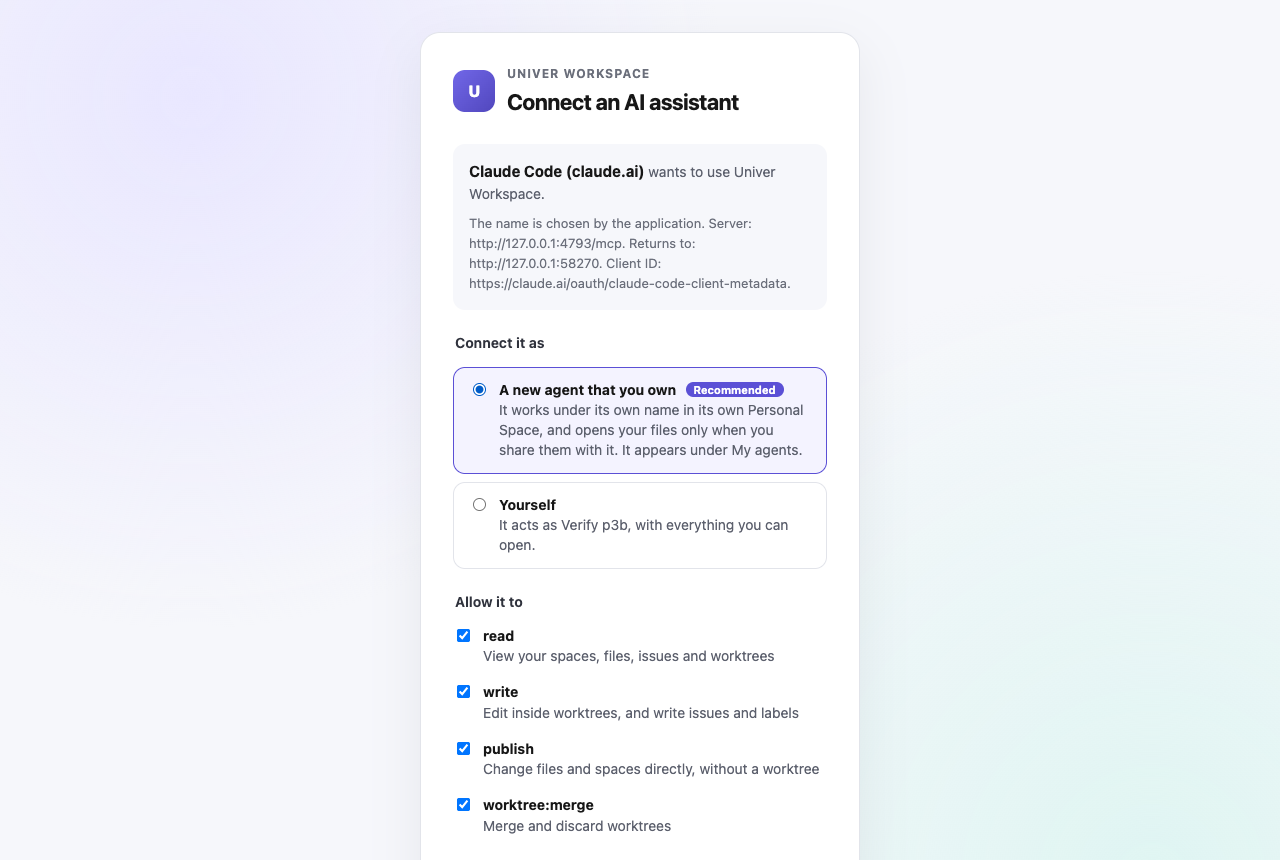 U
UNIVER WORKSPACE
Connect an AI assistant
Claude Code (claude.ai) wants to use Univer
Workspace.
The name is chosen by the application. Server:
http://127.0.0.1:4793/mcp. Returns to:
http://127.0.0.1:58270. Client ID:
https://claude.ai/oauth/claude-code-client-metadata.
Connect it as
A new agent that you own Recommended
It works under its own name in its own Personal
Space, and opens your files only when you
share them with it. It appears under My agents.
Yourself
It acts as Verify p3b, with everything you can
open.
Allow it to
read
View your spaces, files, issues and worktrees
write
Edit inside worktrees, and write issues and labels
publish
Change files and spaces directly, without a worktree
worktree:merge
Merge and discard worktrees